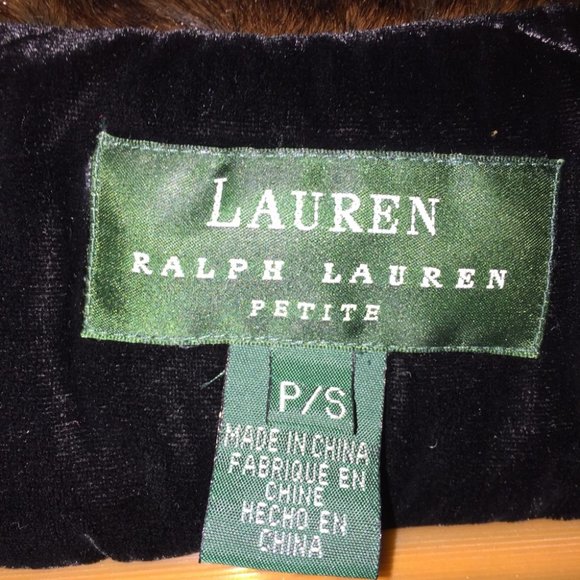 LAUREN
RALPH LAUREN
PETITE
P/S
MADE IN CHINA
FABRIQUE EN
CHINE
HECHO EN
CHINA